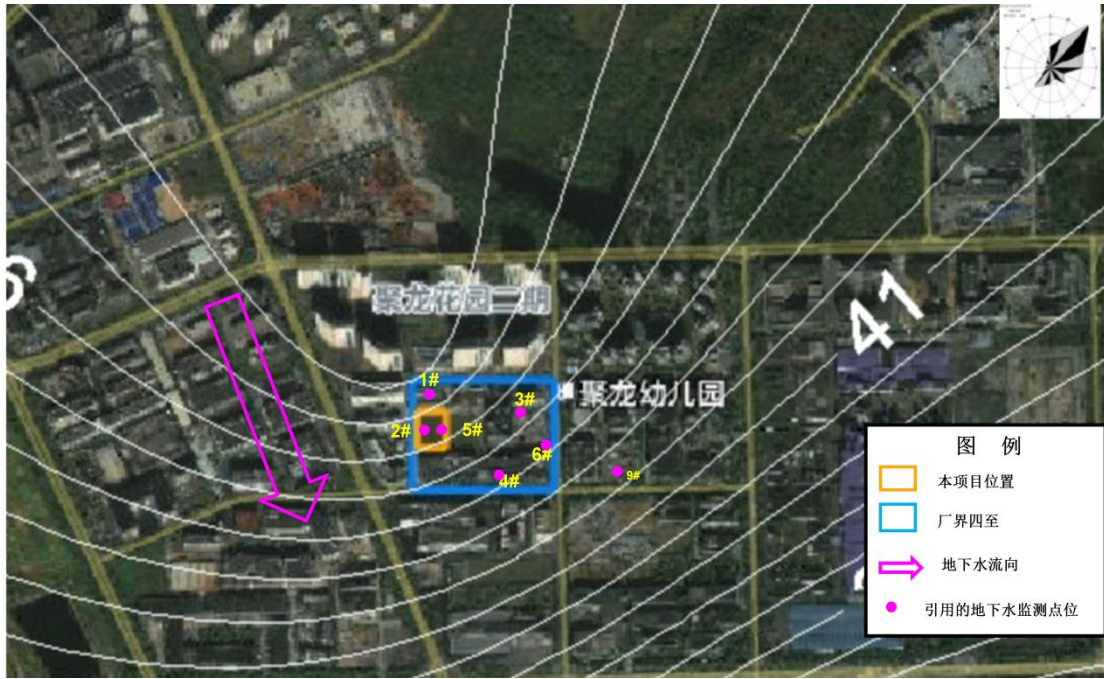 聚龙花园二期
41
聚龙幼儿园
1#
3#
2#
5#
6#
4#
9#
图 例
本项目位置
厂界四至
地下水流向
引用的地下水监测点位